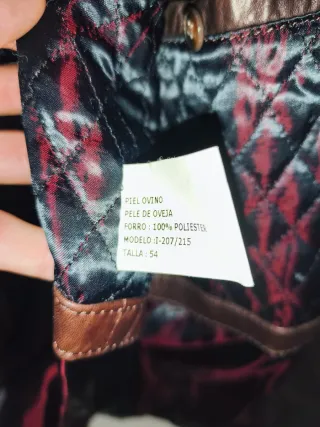 PIEL OVINO
PELE DE OVEJA
FORRO : 100% POLIESTER
MODELO :I-207/215
TALLA : 54